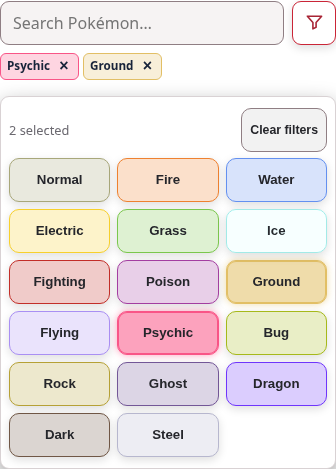 Search Pokémon...
Psychic ×
Ground ×
2 selected
Clear filters
Normal Fire Water
Electric Grass Ice
Fighting Poison Ground
Flying Psychic Bug
Rock Ghost Dragon
Dark Steel